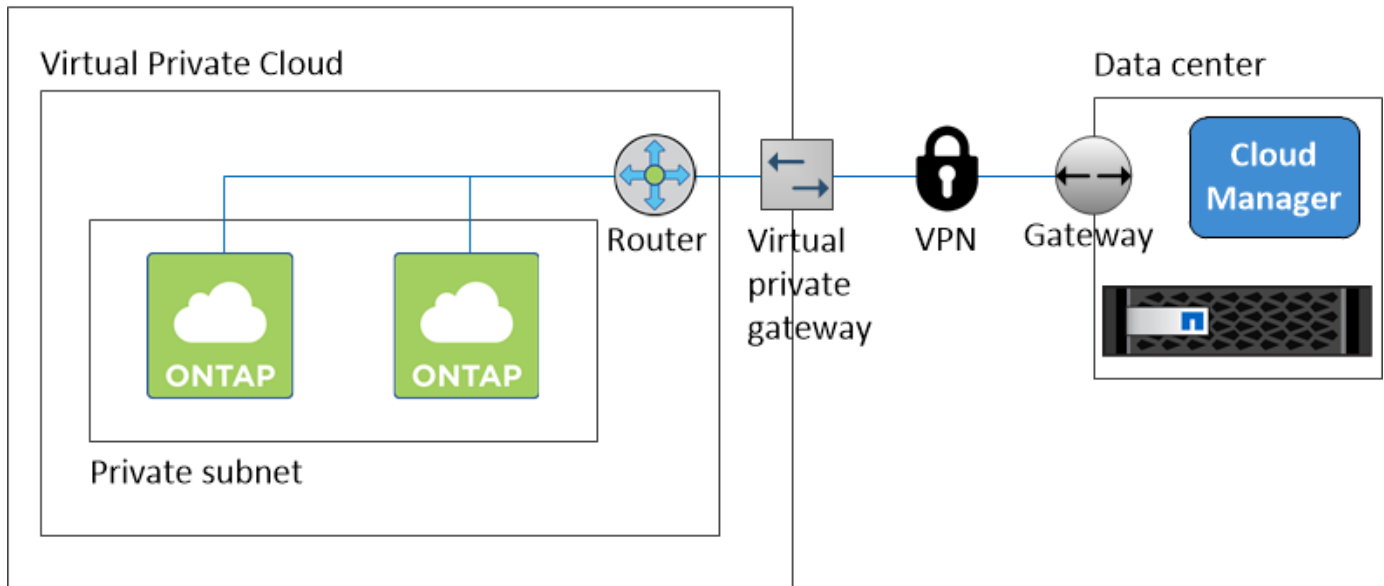 Virtual Private Cloud
Data center
Cloud
Manager
Router
Virtual
private
gateway
VPN
Gateway
ONTAP
ONTAP
Private subnet